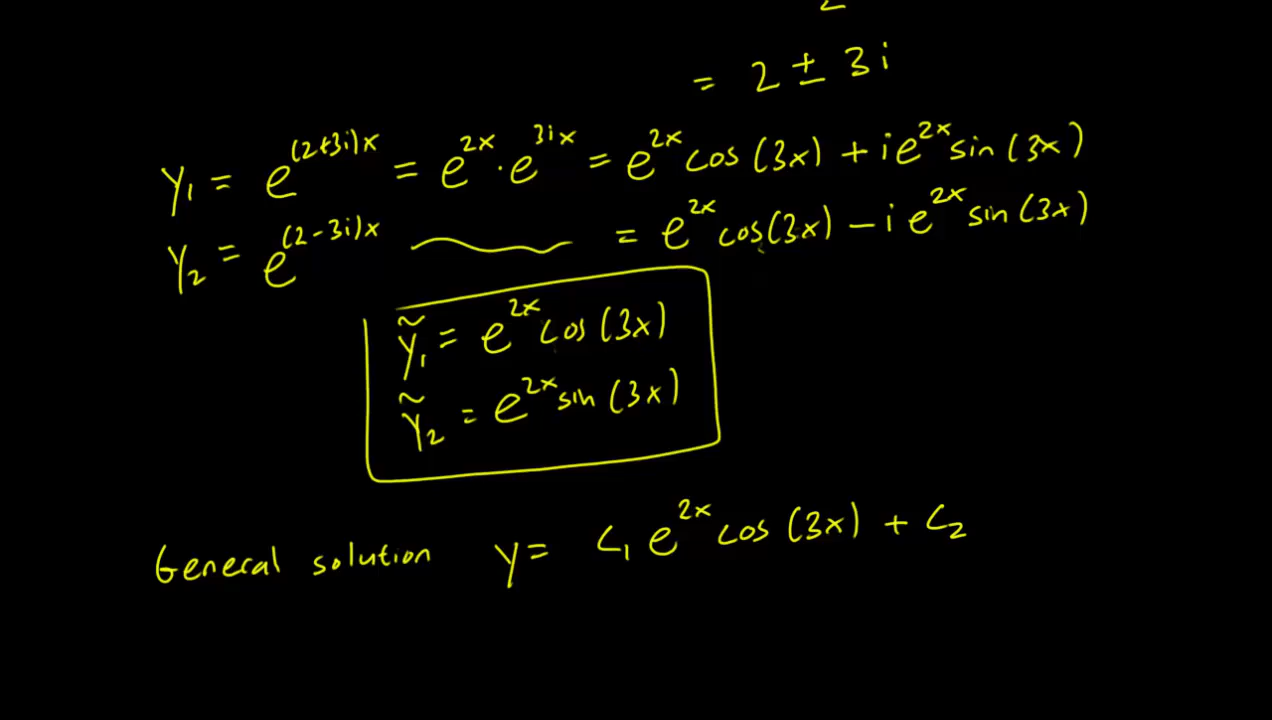 2
= 2 ± 3i
y₁ = e^{(2+3i)x} = e^{2x} · e^{3ix} = e^{2x} cos(3x) + i e^{2x} sin(3x)
y₂ = e^{(2-3i)x} ~~~ = e^{2x} cos(3x) - i e^{2x} sin(3x)
ỹ₁ = e^{2x} cos(3x)
ỹ₂ = e^{2x} sin(3x)
General solution y = c₁ e^{2x} cos(3x) + c₂